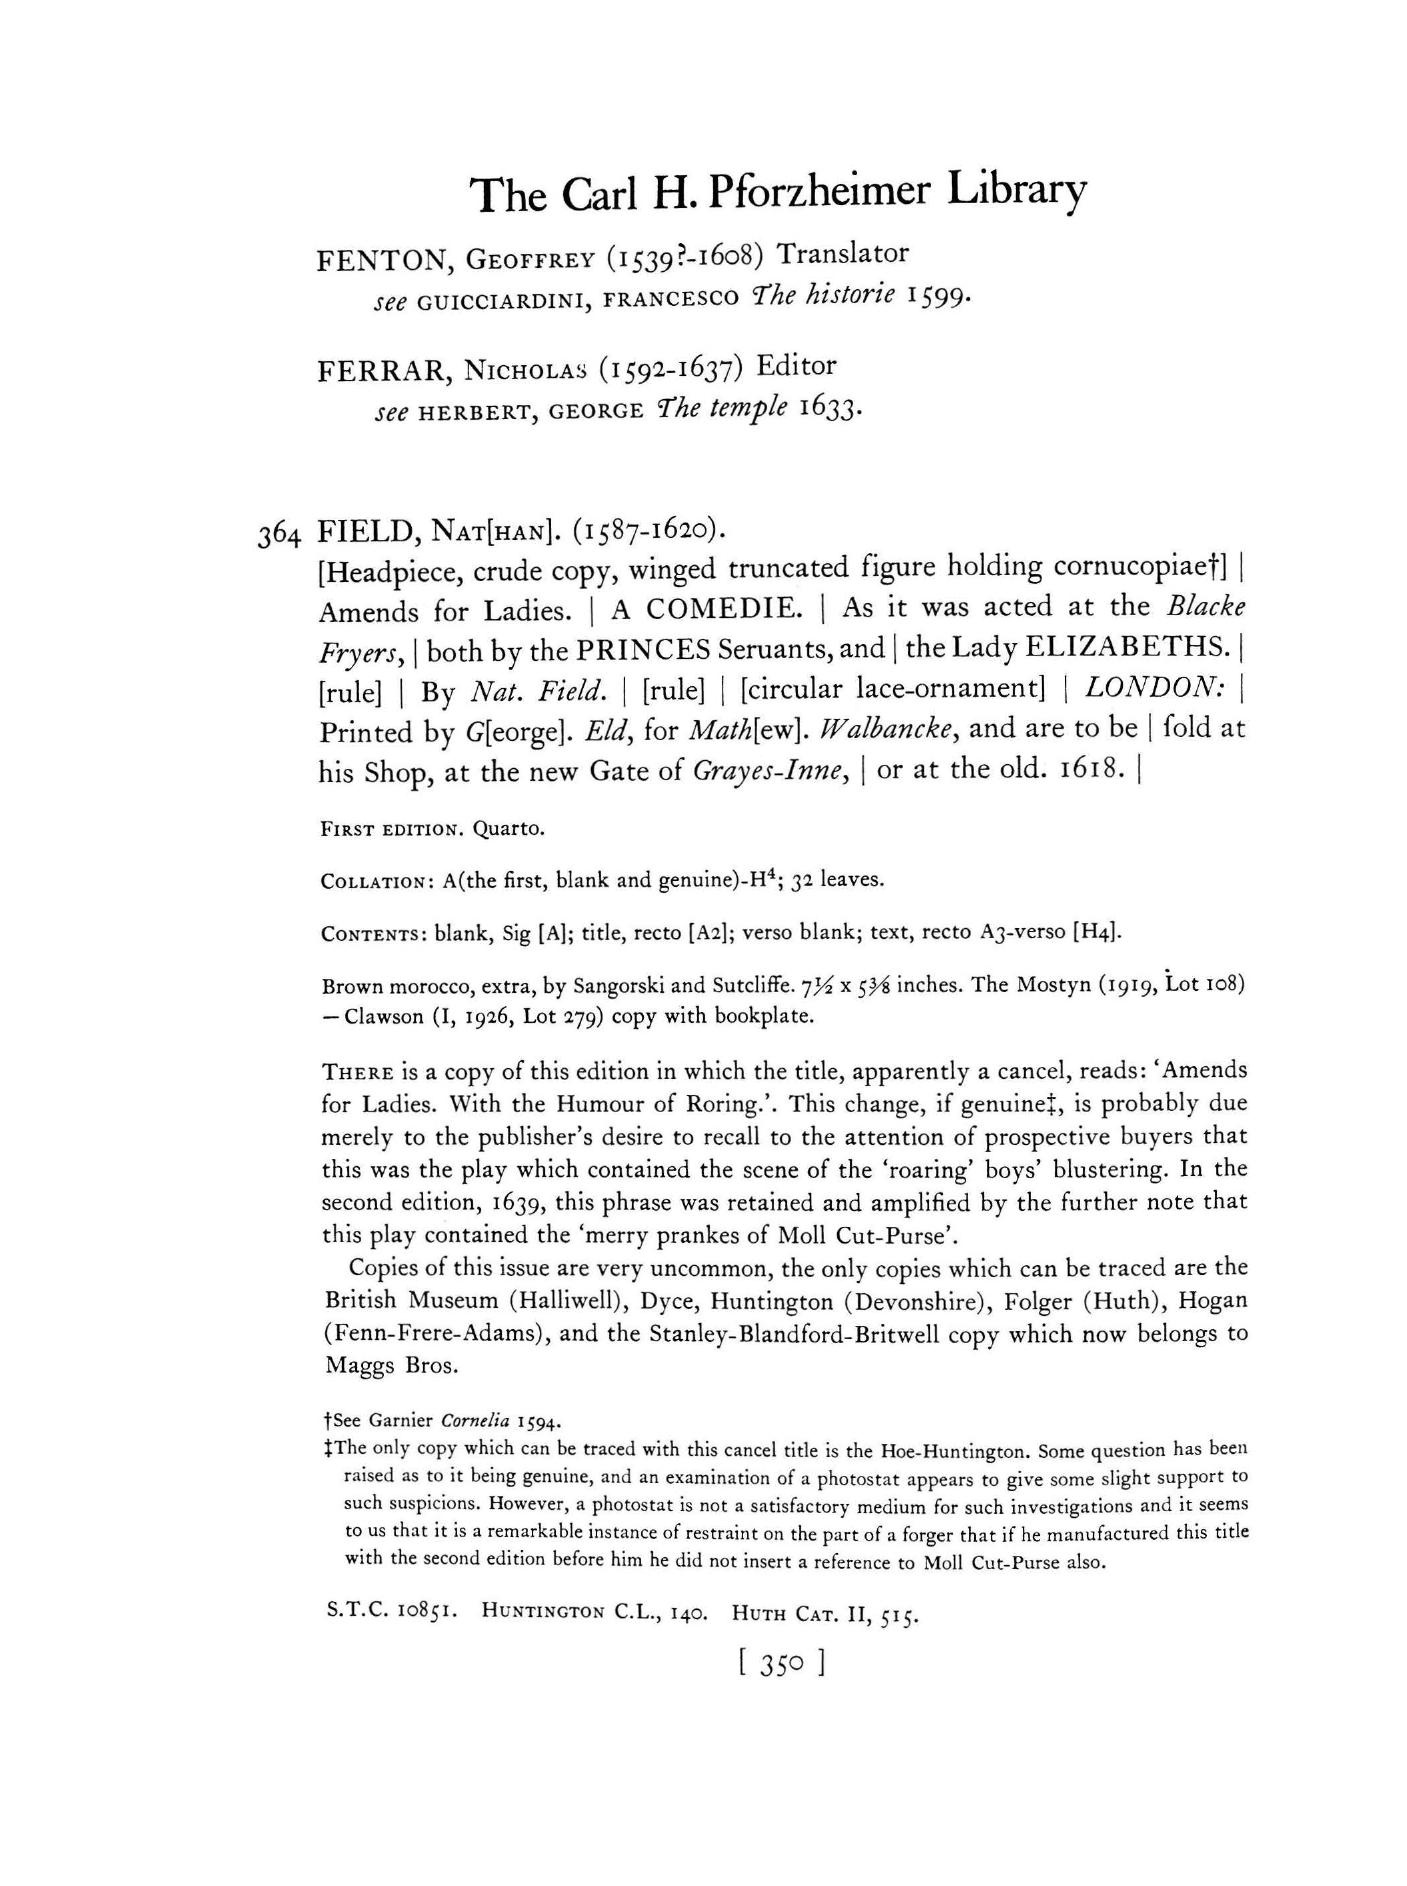 The Carl H. Pforzheimer Library
FENTON, GEOFFREY (1539?-1608) Translator
see GUICCIARDINI, FRANCESCO The historie 1599.
FERRAR, NICHOLAS (1592-1637) Editor
see HERBERT, GEORGE The temple 1633.
364 FIELD, NAT[HAN]. (1587-1620).
[Headpiece, crude copy, winged truncated figure holding cornucopiae†] |
Amends for Ladies. | A COMEDIE. | As it was acted at the Blacke
Fryers, | both by the PRINCES Seruants, and | the Lady ELIZABETHS. |
[rule] | By Nat. Field. | [rule] | [circular lace-ornament] | LONDON: |
Printed by G[eorge]. Eld, for Math[ew]. Walbancke, and are to be | ſold at
his Shop, at the new Gate of Grayes-Inne, | or at the old. 1618. |
FIRST EDITION. Quarto.
COLLATION: A(the first, blank and genuine)-H⁴; 32 leaves.
CONTENTS: blank, Sig [A]; title, recto [A2]; verso blank; text, recto A3-verso [H4].
Brown morocco, extra, by Sangorski and Sutcliffe. 7½ x 5⅜ inches. The Mostyn (1919, Lot 108)
—Clawson (I, 1926, Lot 279) copy with bookplate.
THERE is a copy of this edition in which the title, apparently a cancel, reads: ‘Amends
for Ladies. With the Humour of Roring.’. This change, if genuine‡, is probably due
merely to the publisher’s desire to recall to the attention of prospective buyers that
this was the play which contained the scene of the ‘roaring’ boys’ blustering. In the
second edition, 1639, this phrase was retained and amplified by the further note that
this play contained the ‘merry prankes of Moll Cut-Purse’.
Copies of this issue are very uncommon, the only copies which can be traced are the
British Museum (Halliwell), Dyce, Huntington (Devonshire), Folger (Huth), Hogan
(Fenn-Frere-Adams), and the Stanley-Blandford-Britwell copy which now belongs to
Maggs Bros.
†See Garnier Cornelia 1594.
‡The only copy which can be traced with this cancel title is the Hoe-Huntington. Some question has been
raised as to it being genuine, and an examination of a photostat appears to give some slight support to
such suspicions. However, a photostat is not a satisfactory medium for such investigations and it seems
to us that it is a remarkable instance of restraint on the part of a forger that if he manufactured this title
with the second edition before him he did not insert a reference to Moll Cut-Purse also.
S.T.C. 10851. HUNTINGTON C.L., 140. HUTH CAT. II, 515.
[ 350 ]